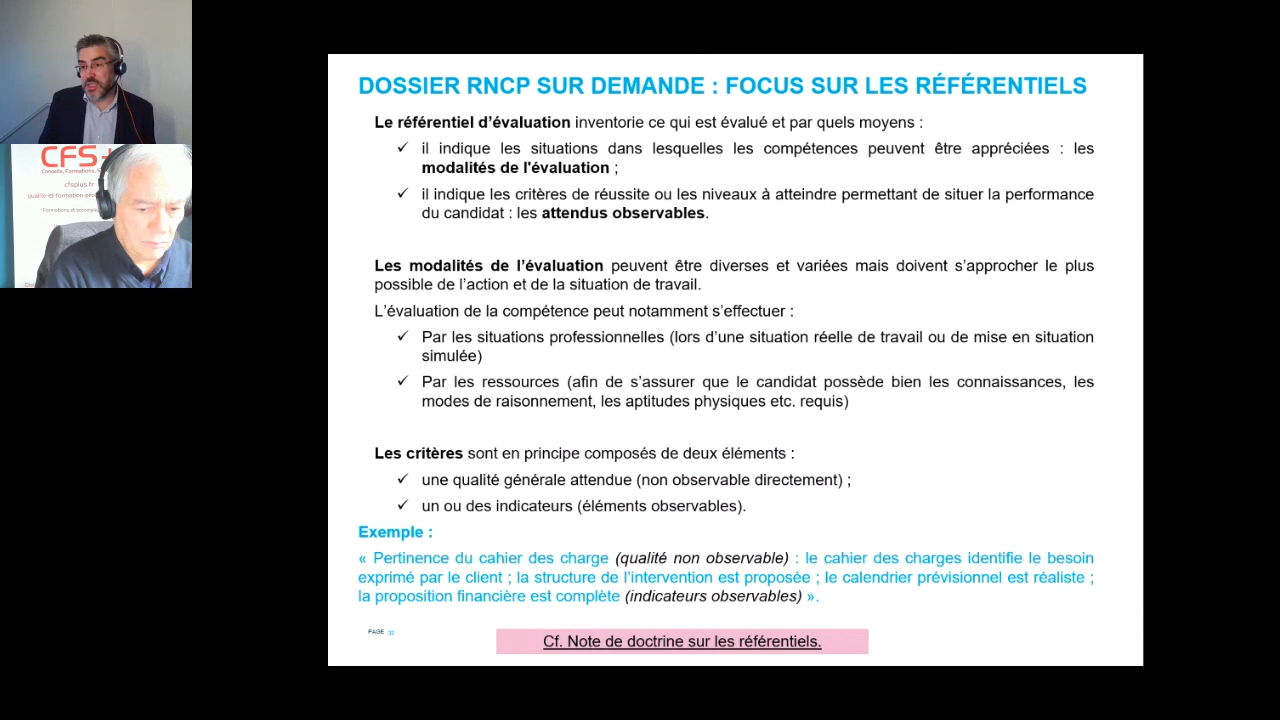 CFS+
Conseils, Formations, S
cfsplus.fr
qualite-et-formation-pro
Formations et accompa
DOSSIER RNCP SUR DEMANDE : FOCUS SUR LES RÉFÉRENTIELS
Le référentiel d’évaluation inventorie ce qui est évalué et par quels moyens :
✓ il indique les situations dans lesquelles les compétences peuvent être appréciées : les
modalités de l'évaluation ;
✓ il indique les critères de réussite ou les niveaux à atteindre permettant de situer la performance
du candidat : les attendus observables.
Les modalités de l’évaluation peuvent être diverses et variées mais doivent s’approcher le plus
possible de l’action et de la situation de travail.
L’évaluation de la compétence peut notamment s’effectuer :
✓ Par les situations professionnelles (lors d’une situation réelle de travail ou de mise en situation
simulée)
✓ Par les ressources (afin de s’assurer que le candidat possède bien les connaissances, les
modes de raisonnement, les aptitudes physiques etc. requis)
Les critères sont en principe composés de deux éléments :
✓ une qualité générale attendue (non observable directement) ;
✓ un ou des indicateurs (éléments observables).
Exemple :
« Pertinence du cahier des charge (qualité non observable) : le cahier des charges identifie le besoin
exprimé par le client ; la structure de l’intervention est proposée ; le calendrier prévisionnel est réaliste ;
la proposition financière est complète (indicateurs observables) ».
PAGE 32
Cf. Note de doctrine sur les référentiels.